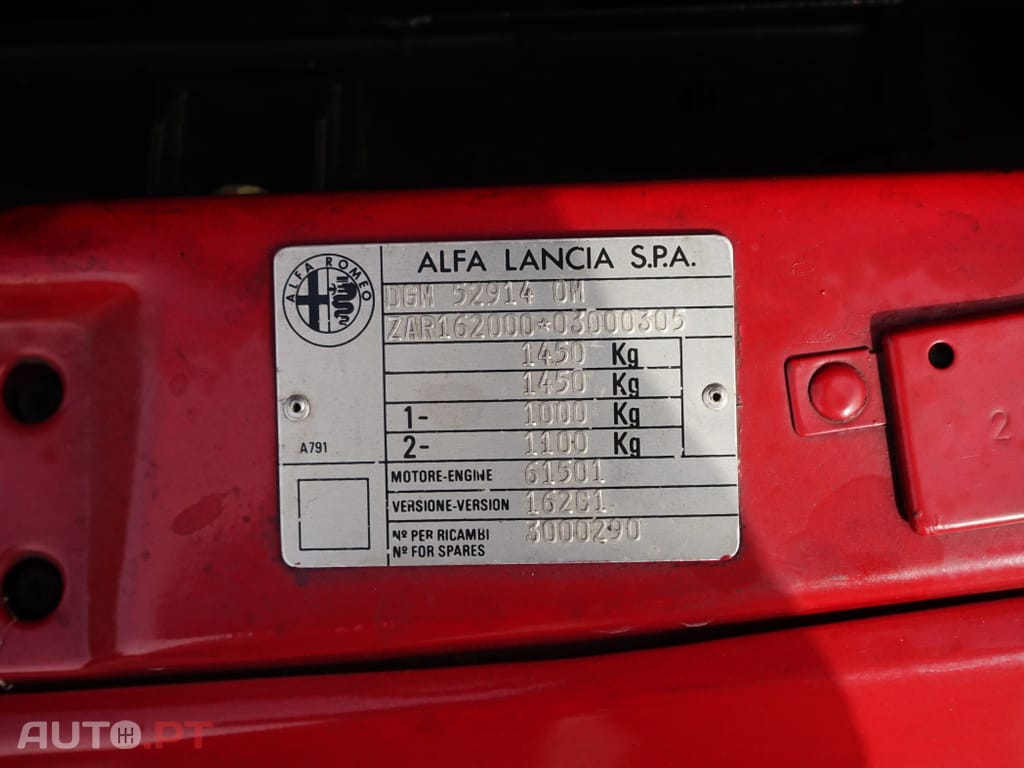 ALFA ROMEO
ALFA LANCIA S.P.A.
DGM 52914 OM
ZAR162000*03000305
1450 Kg
1450 Kg
1- 1000 Kg
2- 1100 Kg
A791
MOTORE-ENGINE 61501
VERSIONE-VERSION 162G1
Nº PER RICAMBI 3000290
Nº FOR SPARES
2
AUTO.PT